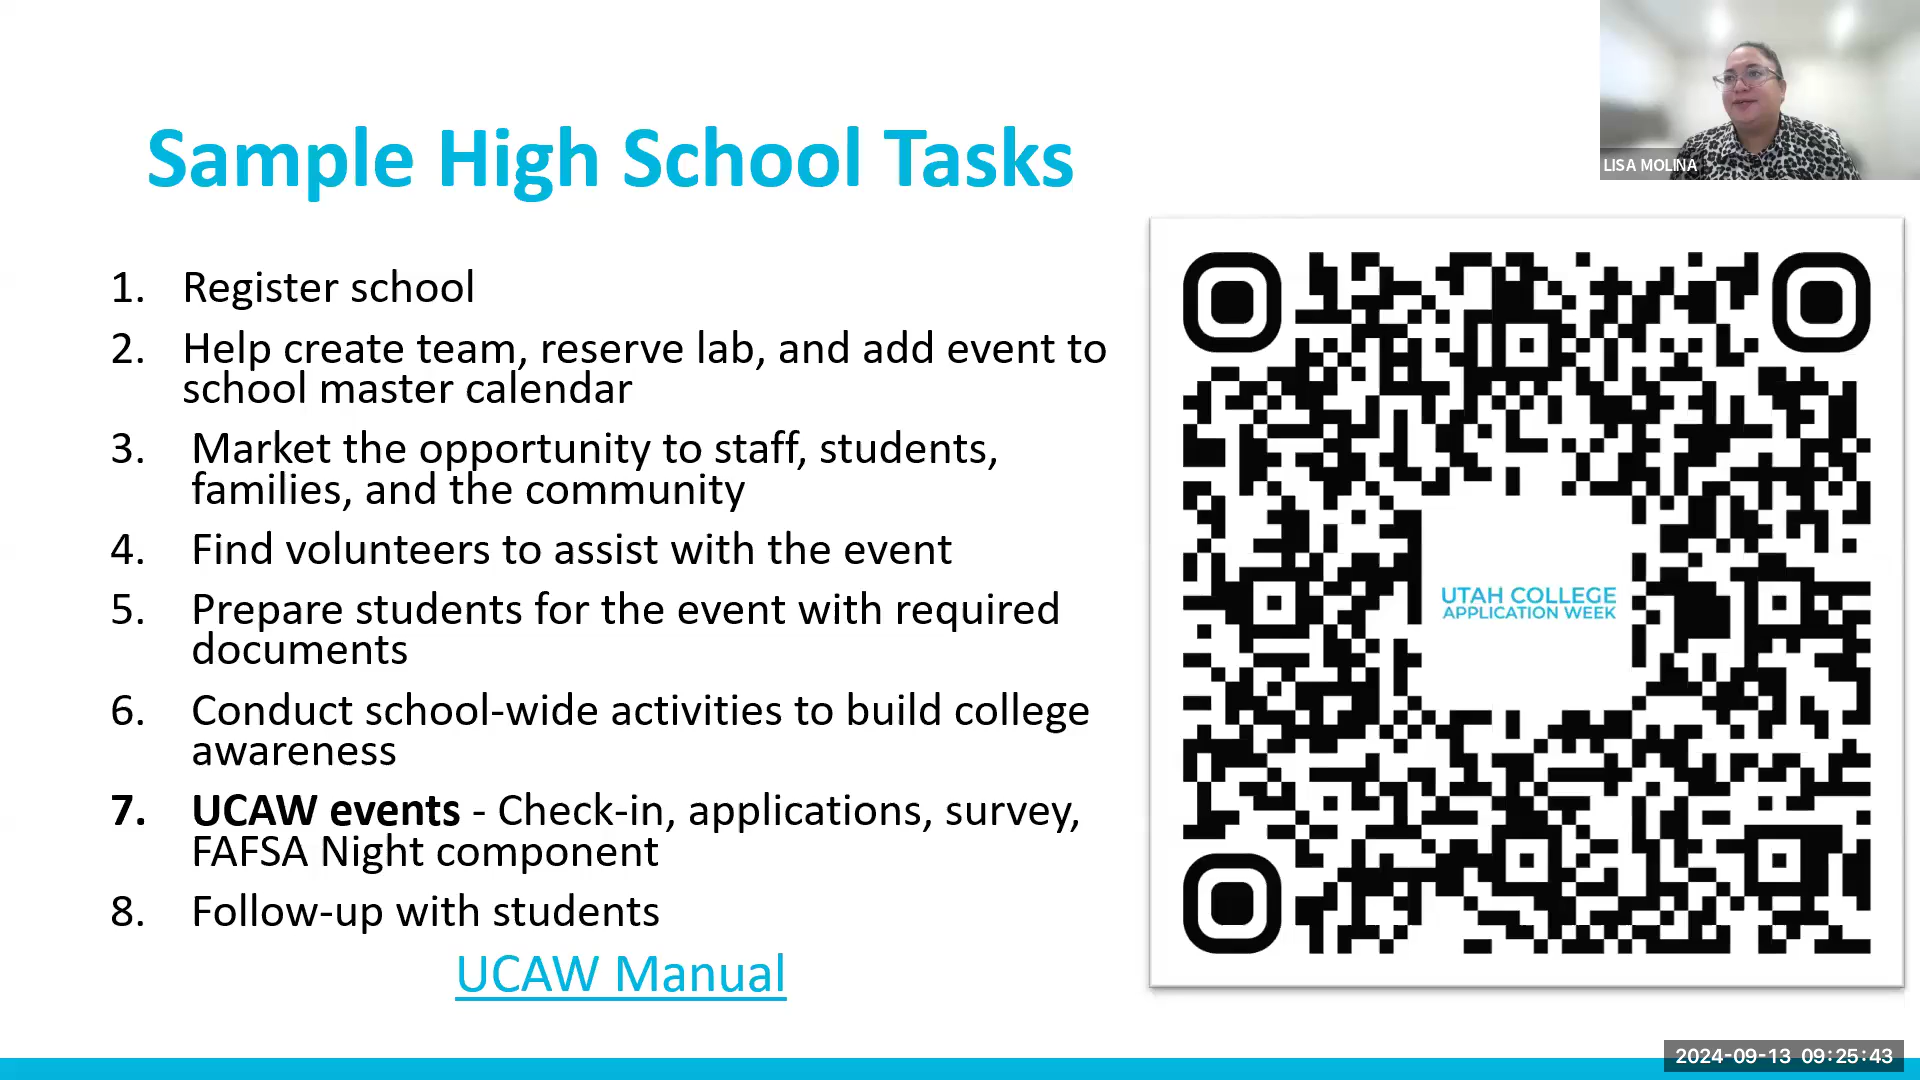 LISA MOLINA
Sample High School Tasks
1. Register school
2. Help create team, reserve lab, and add event to
school master calendar
3. Market the opportunity to staff, students,
families, and the community
4. Find volunteers to assist with the event
5. Prepare students for the event with required
documents
6. Conduct school-wide activities to build college
awareness
7. UCAW events - Check-in, applications, survey,
FAFSA Night component
8. Follow-up with students
UCAW Manual
UTAH COLLEGE
APPLICATION WEEK
2024-09-13 09:25:43